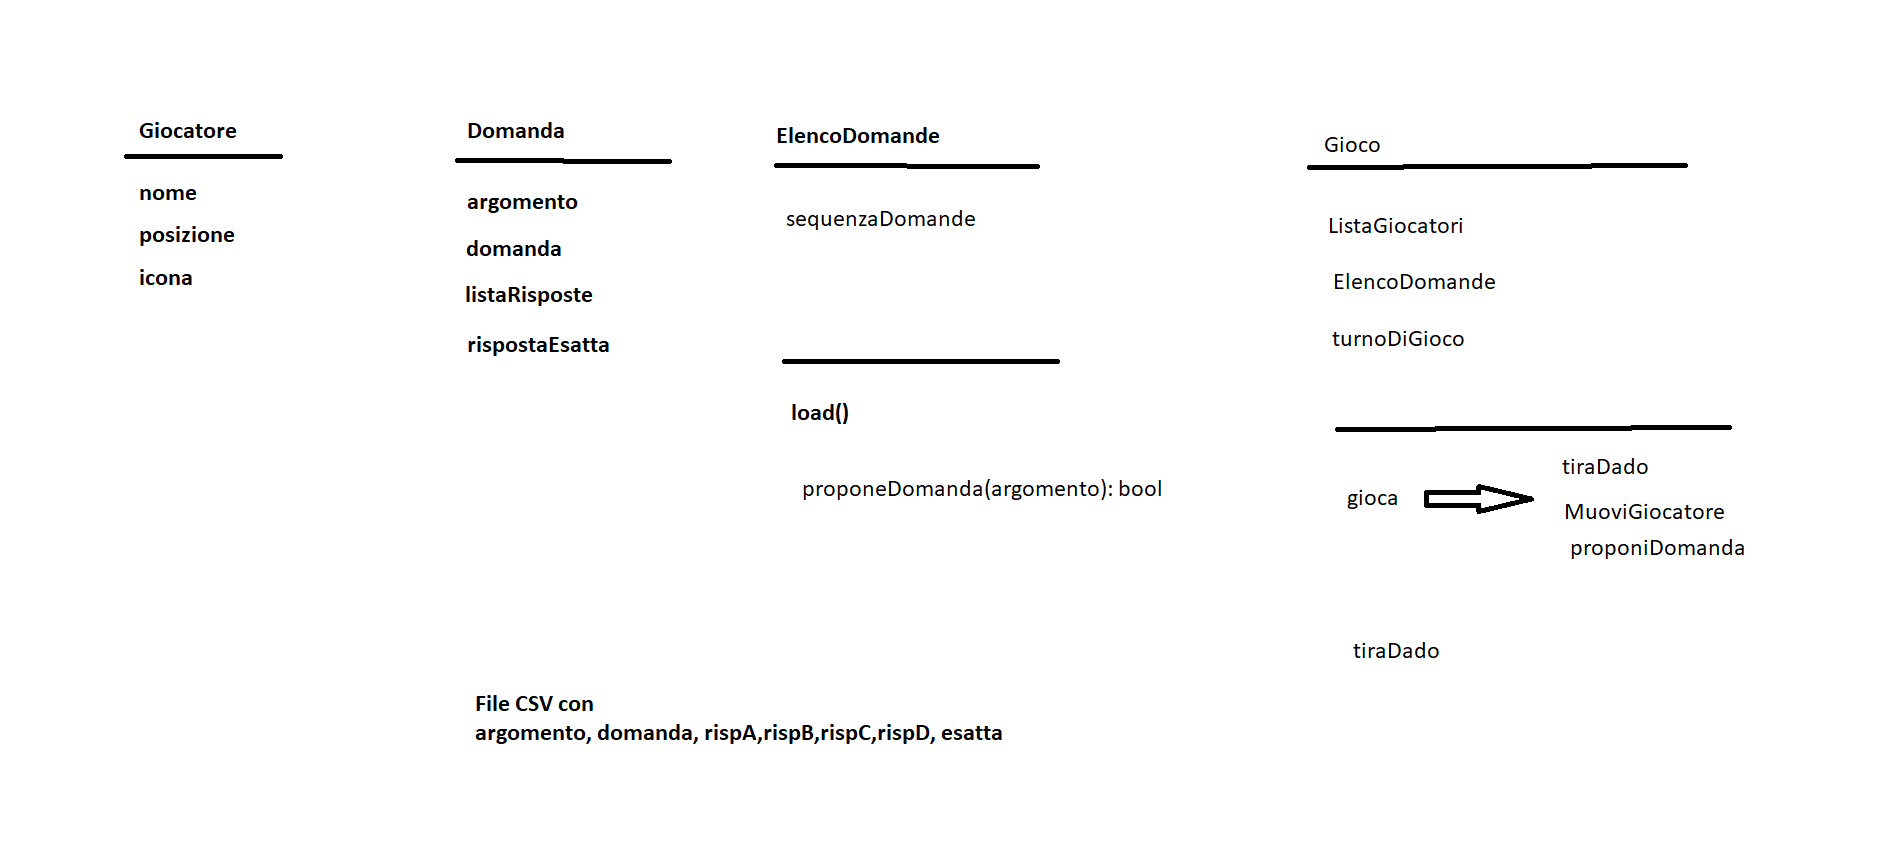 Giocatore
nome
posizione
icona
Domanda
argomento
domanda
listaRisposte
rispostaEsatta
ElencoDomande
sequenzaDomande
load()
proponeDomanda(argomento): bool
Gioco
ListaGiocatori
ElencoDomande
turnoDiGioco
gioca
tiraDado
MuoviGiocatore
proponiDomanda
tiraDado
File CSV con
argomento, domanda, rispA,rispB,rispC,rispD, esatta